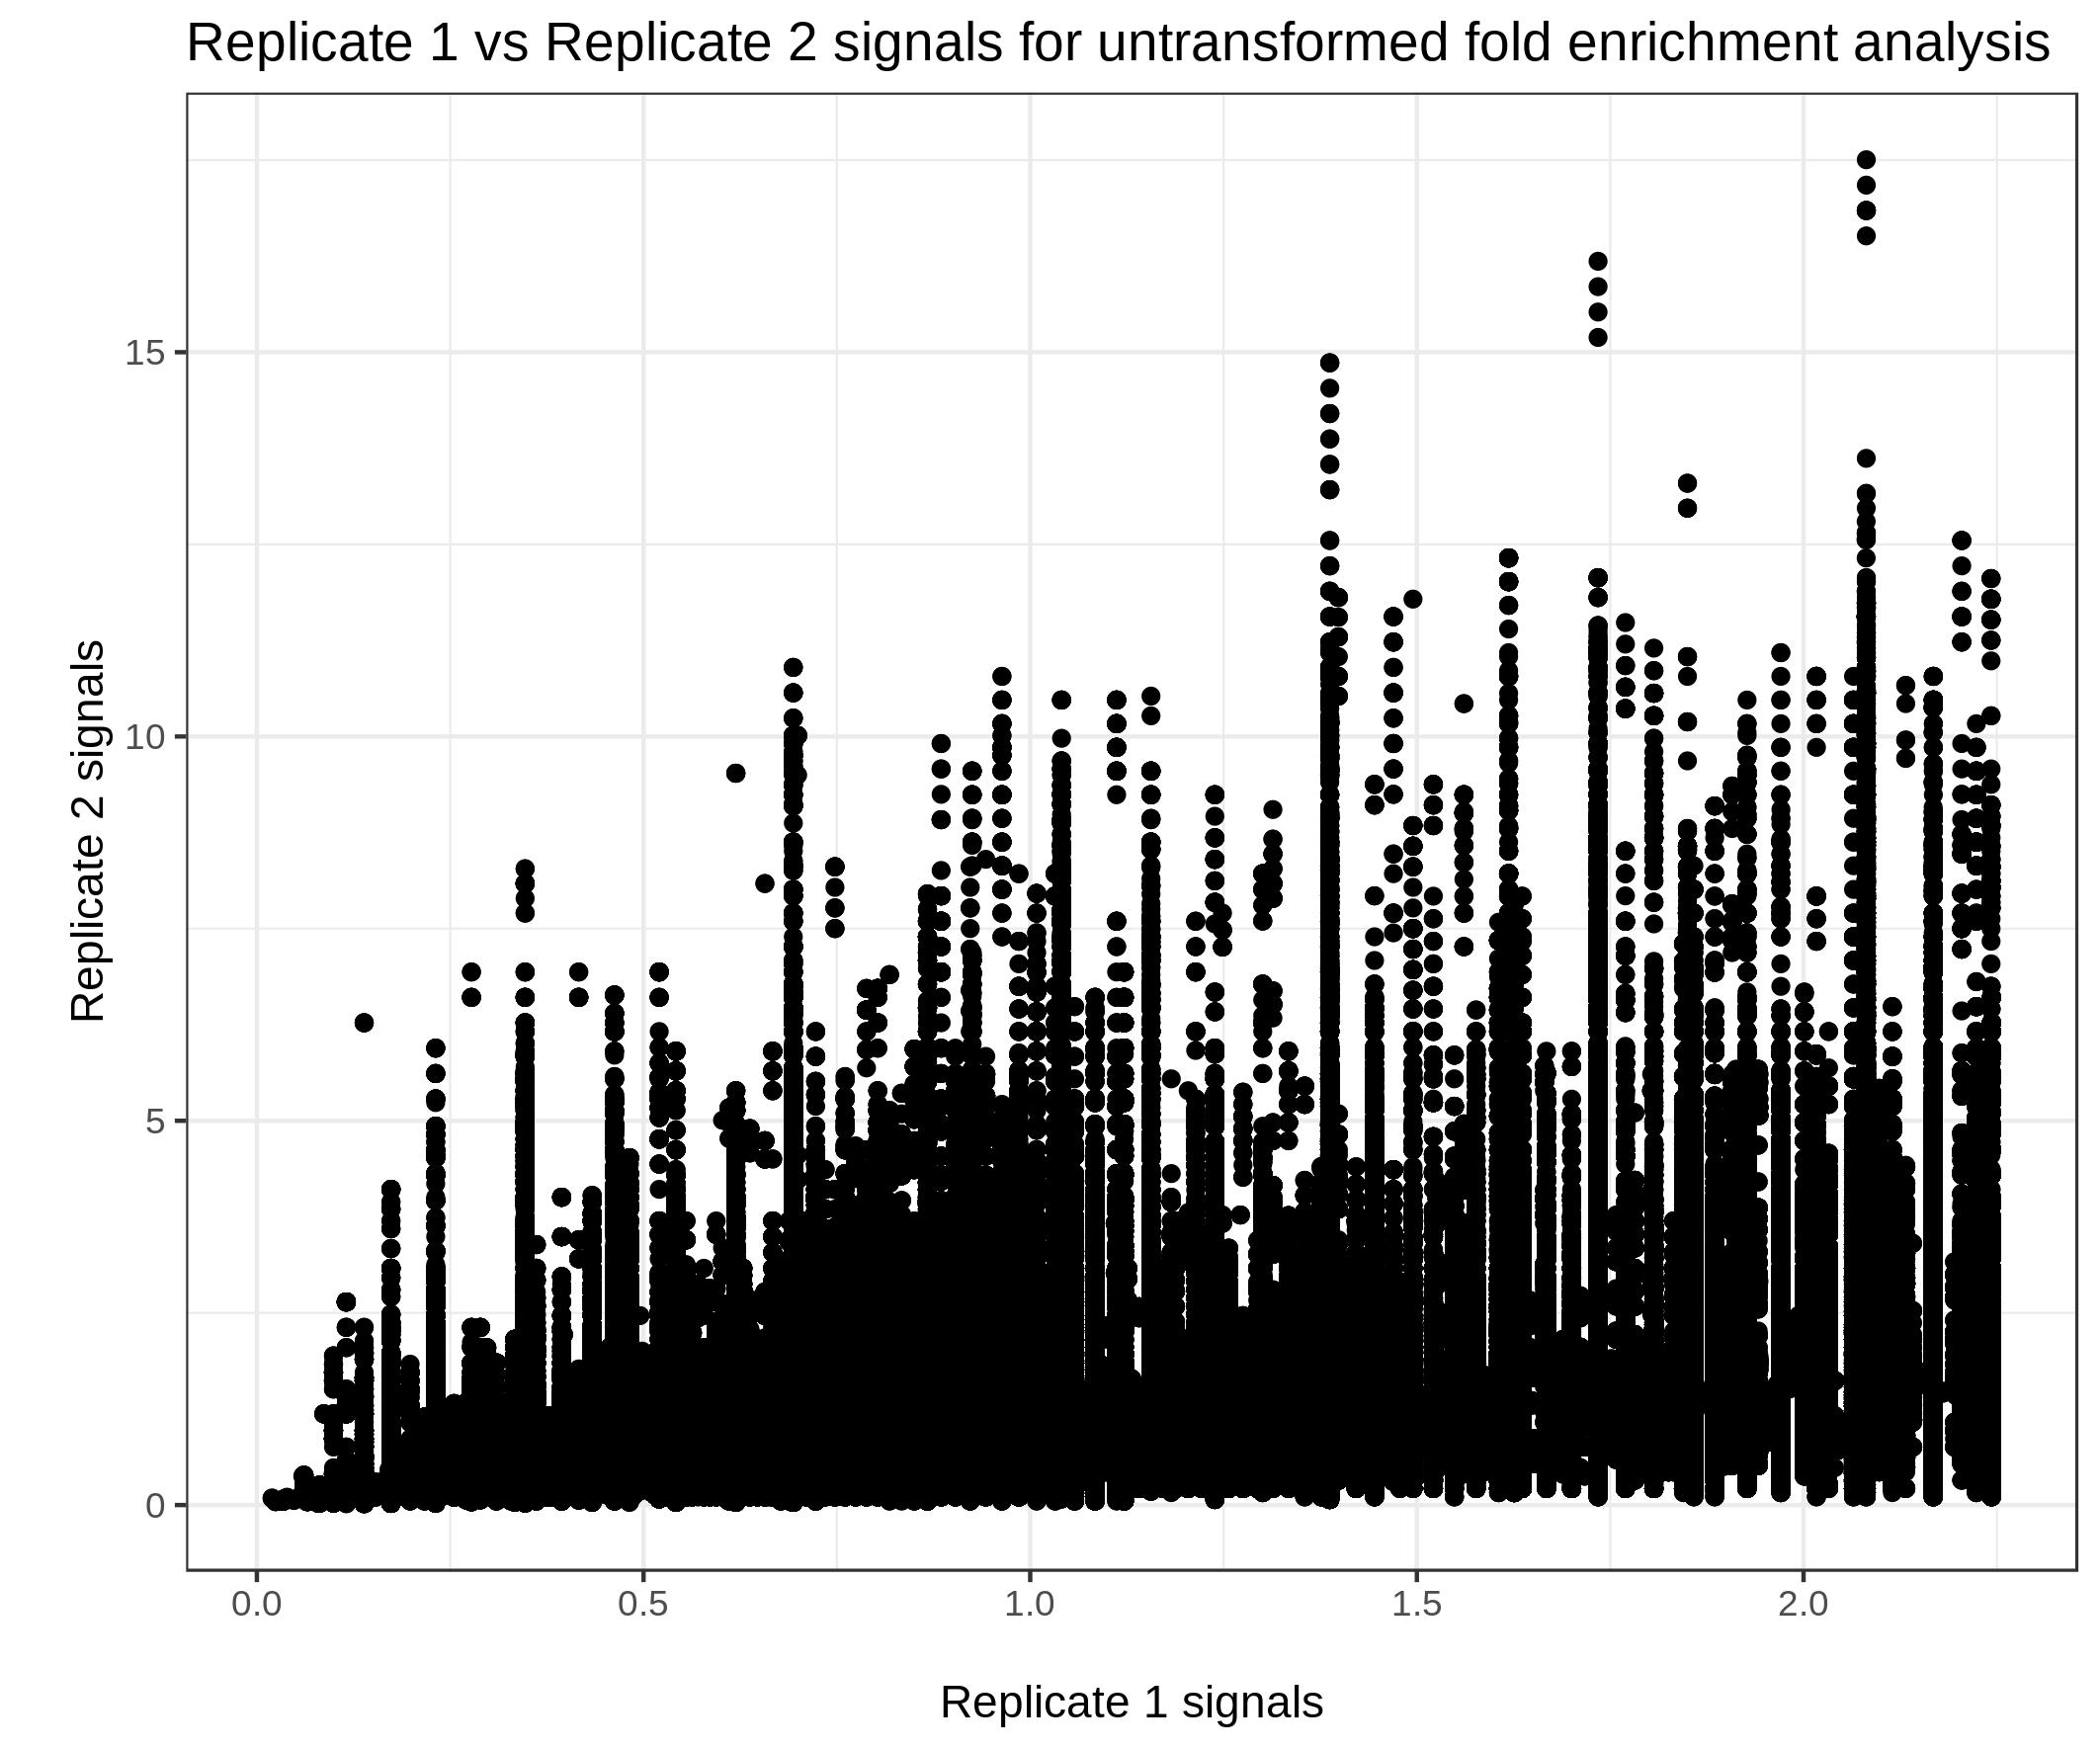 Replicate 1 vs Replicate 2 signals for untransformed fold enrichment analysis
Replicate 2 signals
15
10
5
0
0.0 0.5 1.0 1.5 2.0
Replicate 1 signals